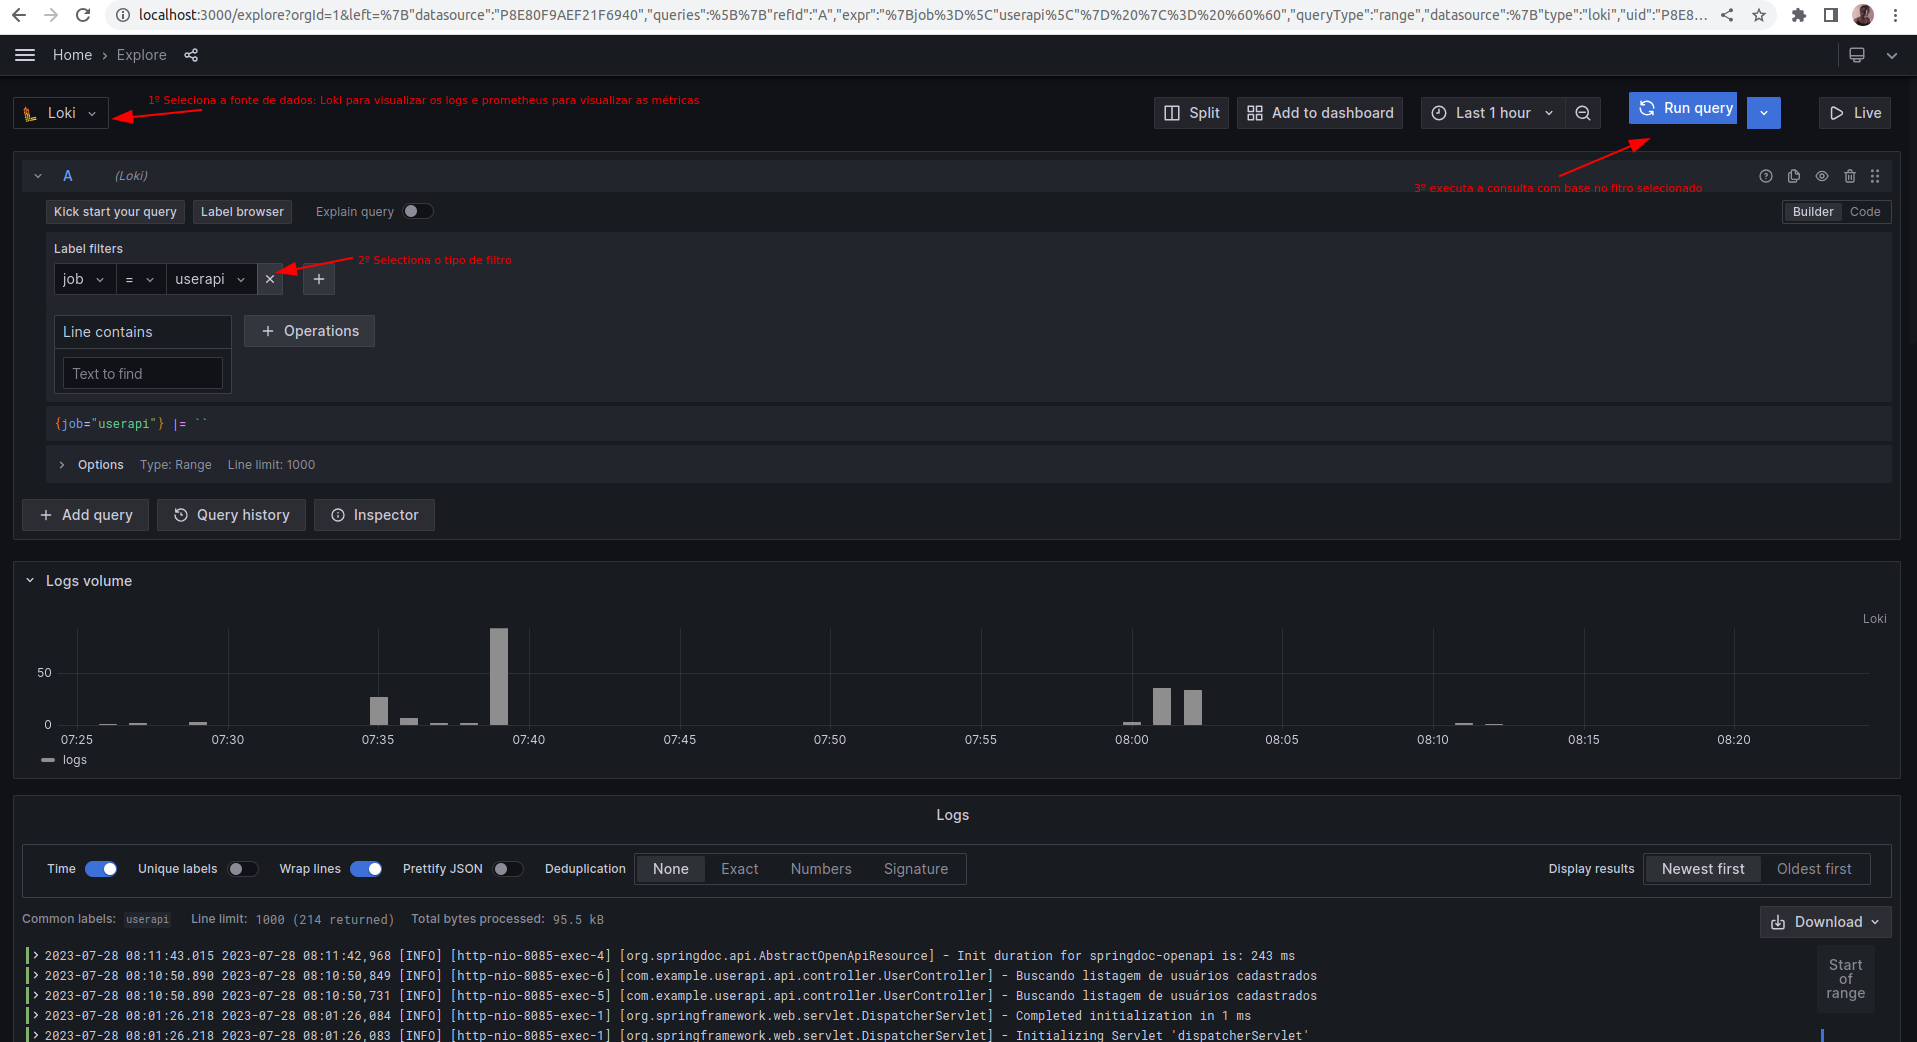 localhost:3000/explore?orgId=1&left=%7B"datasource":"P8E80F9AEF21F6940","queries":%5B%7B"refId":"A","expr":"%7Bjob%3D%5C"userapi%5C"%7D%20%7C%3D%20%60%60","queryType":"range","datasource":%7B"type":"loki","uid":"P8E8...
Home › Explore
1º Seleciona a fonte de dados: Loki para visualizar os logs e prometheus para visualizar as métricas
Loki
Split
Add to dashboard
Last 1 hour
Run query
Live
3º executa a consulta com base no fitro selecionado
A (Loki)
Kick start your query
Label browser
Explain query
Builder
Code
Label filters
2º Selectiona o tipo de filtro
job = userapi
Line contains
Operations
Text to find
{job="userapi"} |= ``
Options Type: Range Line limit: 1000
Add query
Query history
Inspector
Logs volume
Loki
50
0
07:25 07:30 07:35 07:40 07:45 07:50 07:55 08:00 08:05 08:10 08:15 08:20
logs
Logs
Time
Unique labels
Wrap lines
Prettify JSON
Deduplication
None
Exact
Numbers
Signature
Display results
Newest first
Oldest first
Common labels: userapi Line limit: 1000 (214 returned) Total bytes processed: 95.5 kB
Download
2023-07-28 08:11:43.015 2023-07-28 08:11:42,968 [INFO] [http-nio-8085-exec-4] [org.springdoc.api.AbstractOpenApiResource] - Init duration for springdoc-openapi is: 243 ms
2023-07-28 08:10:50.890 2023-07-28 08:10:50,849 [INFO] [http-nio-8085-exec-6] [com.example.userapi.api.controller.UserController] - Buscando listagem de usuários cadastrados
2023-07-28 08:10:50.890 2023-07-28 08:10:50,731 [INFO] [http-nio-8085-exec-5] [com.example.userapi.api.controller.UserController] - Buscando listagem de usuários cadastrados
2023-07-28 08:01:26.218 2023-07-28 08:01:26,084 [INFO] [http-nio-8085-exec-1] [org.springframework.web.servlet.DispatcherServlet] - Completed initialization in 1 ms
2023-07-28 08:01:26.218 2023-07-28 08:01:26,083 [INFO] [http-nio-8085-exec-1] [org.springframework.web.servlet.DispatcherServlet] - Initializing Servlet 'dispatcherServlet'
Start
of
range